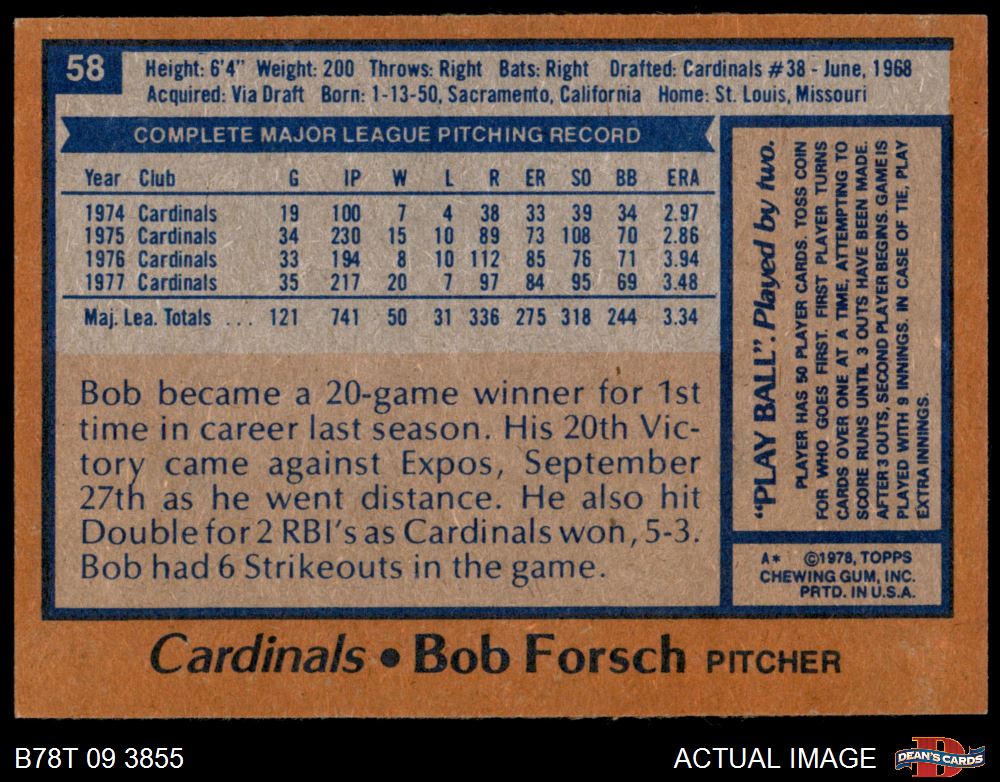 58
Height: 6'4" Weight: 200 Throws: Right Bats: Right Drafted: Cardinals #38 - June, 1968
Acquired: Via Draft Born: 1-13-50, Sacramento, California Home: St. Louis, Missouri
COMPLETE MAJOR LEAGUE PITCHING RECORD
Year Club G IP W L R ER SO BB ERA
1974 Cardinals 19 100 7 4 38 33 39 34 2.97
1975 Cardinals 34 230 15 10 89 73 108 70 2.86
1976 Cardinals 33 194 8 10 112 85 76 71 3.94
1977 Cardinals 35 217 20 7 97 84 95 69 3.48
Maj. Lea. Totals ... 121 741 50 31 336 275 318 244 3.34
Bob became a 20-game winner for 1st
time in career last season. His 20th Vic-
tory came against Expos, September
27th as he went distance. He also hit
Double for 2 RBI's as Cardinals won, 5-3.
Bob had 6 Strikeouts in the game.
"PLAY BALL". Played by two.
PLAYER HAS 50 PLAYER CARDS. TOSS COIN
FOR WHO GOES FIRST. FIRST PLAYER TURNS
CARDS OVER ONE AT A TIME, ATTEMPTING TO
SCORE RUNS UNTIL 3 OUTS HAVE BEEN MADE.
AFTER 3 OUTS, SECOND PLAYER BEGINS. GAME IS
PLAYED WITH 9 INNINGS. IN CASE OF TIE, PLAY
EXTRA INNINGS.
A* ©1978, TOPPS
CHEWING GUM, INC.
PRTD. IN U.S.A.
Cardinals • Bob Forsch PITCHER
B78T 09 3855
ACTUAL IMAGE
D
DEAN'S CARDS